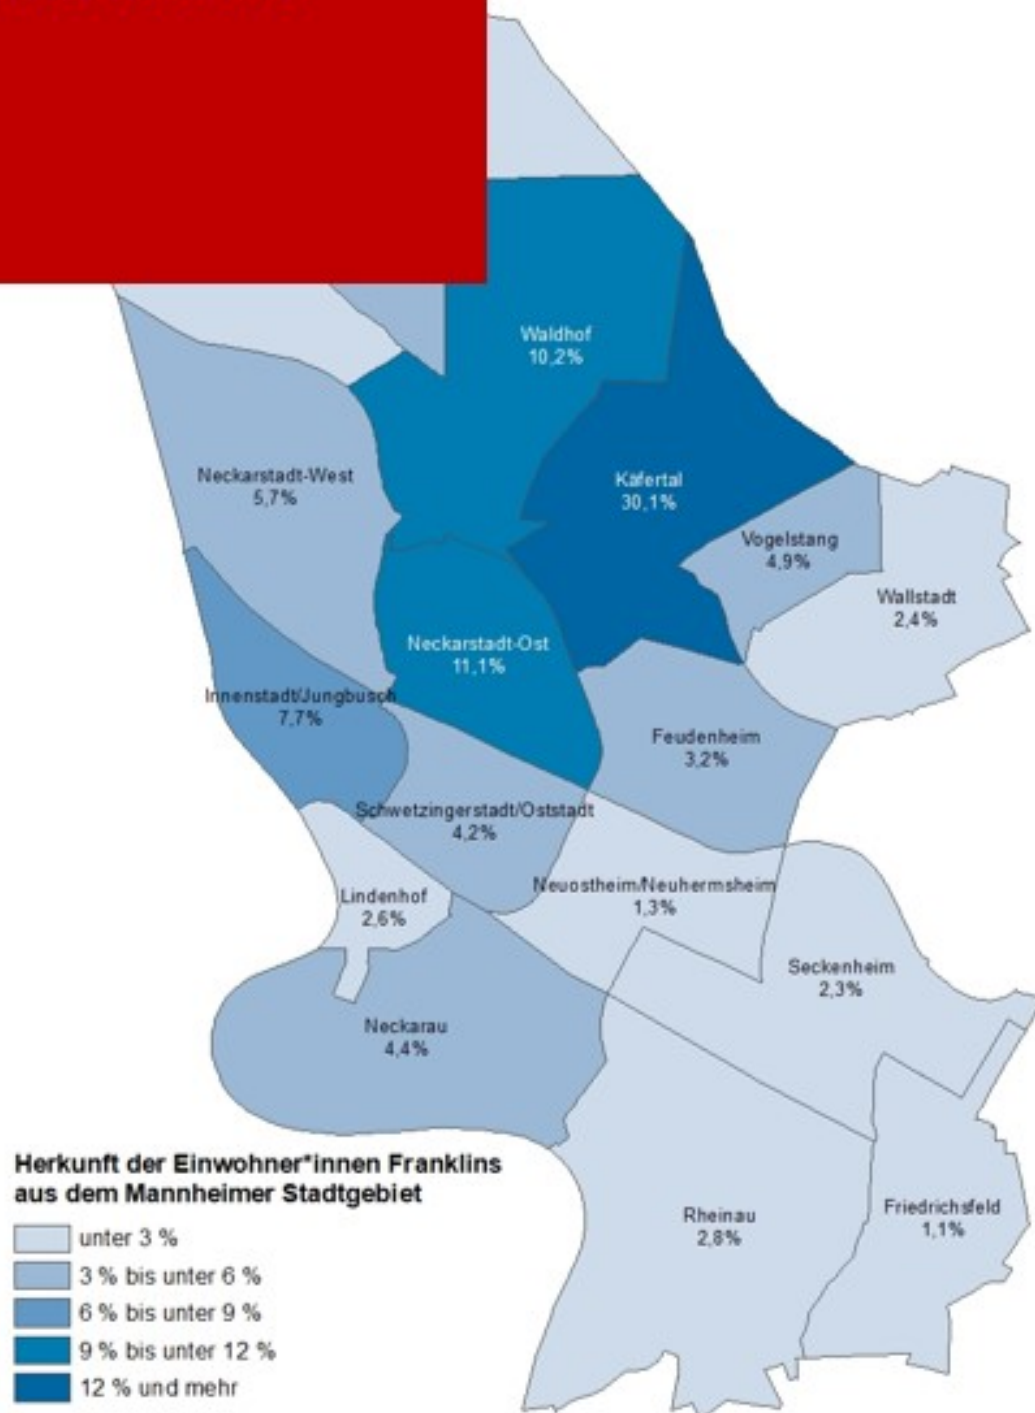 Waldhof
10,2%
Neckarstadt-West
5,7%
Käfertal
30,1%
Vogelstang
4,9%
Wallstadt
2,4%
Neckarstadt-Ost
11,1%
Innenstadt/Jungbusch
7,7%
Feudenheim
3,2%
Schwetzingerstadt/Oststadt
4,2%
Neuostheim/Neuhermsheim
1,3%
Lindenhof
2,6%
Seckenheim
2,3%
Neckarau
4,4%
Rheinau
2,8%
Friedrichsfeld
1,1%
Herkunft der Einwohner*innen Franklins
aus dem Mannheimer Stadtgebiet
unter 3 %
3 % bis unter 6 %
6 % bis unter 9 %
9 % bis unter 12 %
12 % und mehr